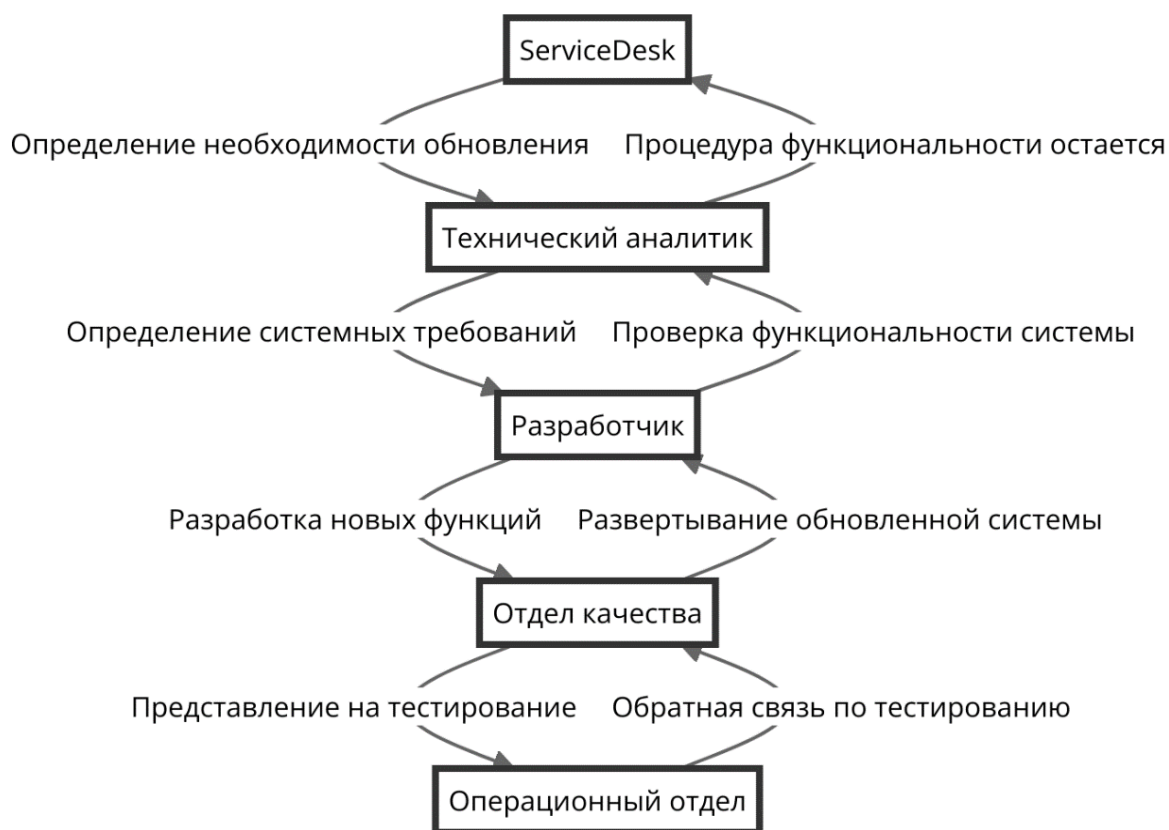 ServiceDesk
Определение необходимости обновления
Процедура функциональности остается
Технический аналитик
Определение системных требований
Проверка функциональности системы
Разработчик
Разработка новых функций
Развертывание обновленной системы
Отдел качества
Представление на тестирование
Обратная связь по тестированию
Операционный отдел